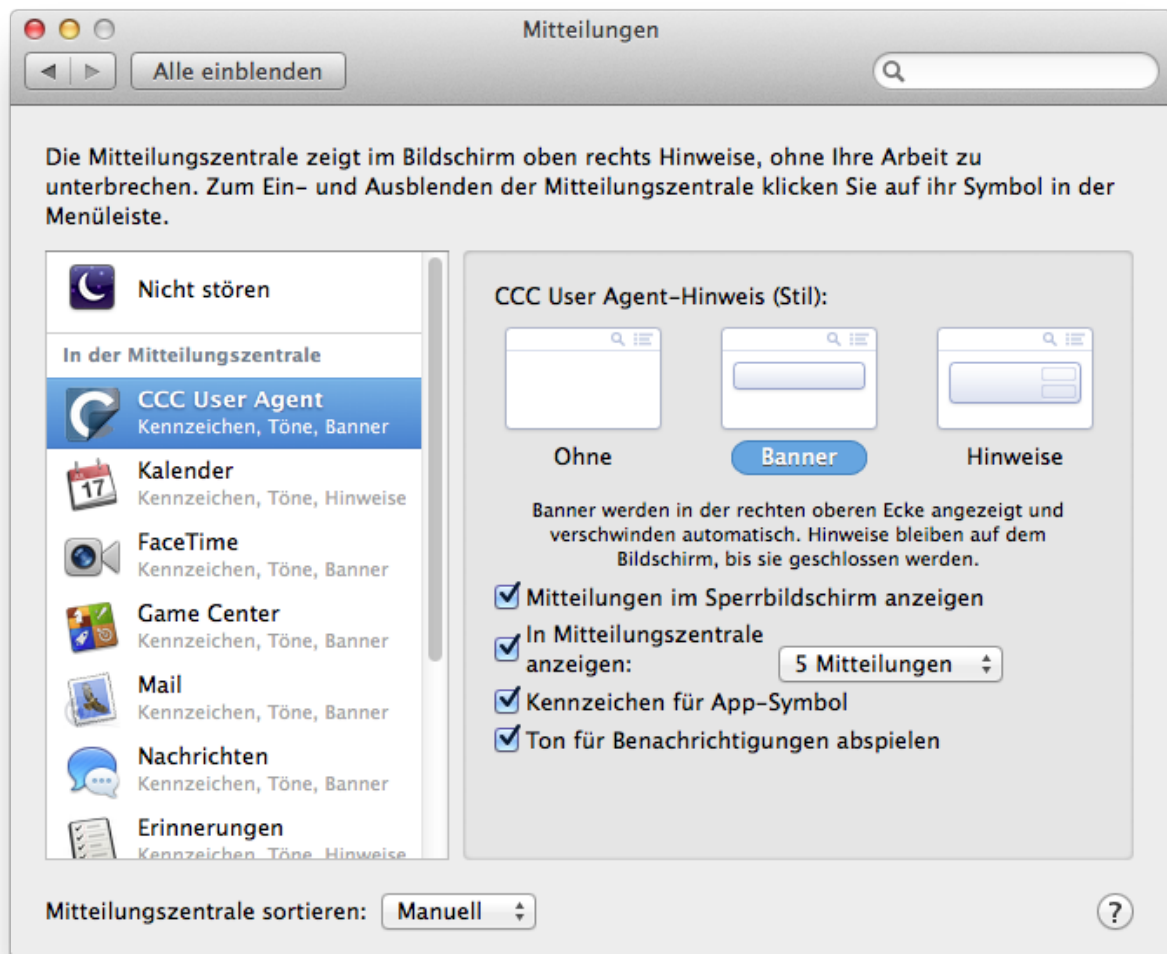 Mitteilungen
Alle einblenden
Die Mitteilungszentrale zeigt im Bildschirm oben rechts Hinweise, ohne Ihre Arbeit zu
unterbrechen. Zum Ein- und Ausblenden der Mitteilungszentrale klicken Sie auf ihr Symbol in der
Menüleiste.
Nicht stören
In der Mitteilungszentrale
CCC User Agent
Kennzeichen, Töne, Banner
Kalender
Kennzeichen, Töne, Hinweise
17
FaceTime
Kennzeichen, Töne, Banner
Game Center
Kennzeichen, Töne, Banner
Mail
Kennzeichen, Töne, Banner
Nachrichten
Kennzeichen, Töne, Banner
Erinnerungen
Kennzeichen, Töne, Hinweise
CCC User Agent-Hinweis (Stil):
Ohne
Banner
Hinweise
Banner werden in der rechten oberen Ecke angezeigt und
verschwinden automatisch. Hinweise bleiben auf dem
Bildschirm, bis sie geschlossen werden.
Mitteilungen im Sperrbildschirm anzeigen
In Mitteilungszentrale
anzeigen:
5 Mitteilungen
Kennzeichen für App-Symbol
Ton für Benachrichtigungen abspielen
Mitteilungszentrale sortieren:
Manuell
?